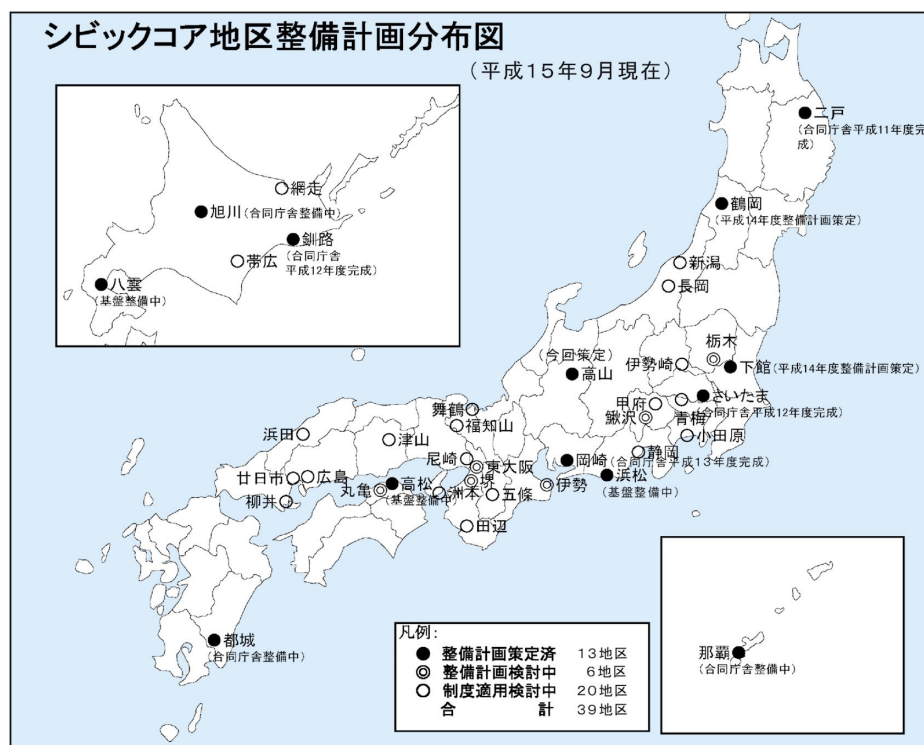 シビックコア地区整備計画分布図
（平成１５年９月現在）
網走
旭川(合同庁舎整備中)
釧路
(合同庁舎
平成12年度完成)
帯広
八雲
(基盤整備中)
二戸
(合同庁舎平成11年度完
成)
鶴岡
(平成14年度整備計画策定)
新潟
長岡
栃木
伊勢崎
下館(平成14年度整備計画策定)
(今回策定)
高山
さいたま
(合同庁舎平成12年度完成)
甲府
鰍沢
青梅
小田原
静岡
舞鶴
福知山
浜田
津山
尼崎
東大阪
堺
岡崎(合同庁舎平成13年度完成)
浜松
(基盤整備中)
伊勢
廿日市
広島
丸亀
高松
(基盤整備中)
洲本
五條
柳井
田辺
都城
(合同庁舎整備中)
那覇
(合同庁舎整備中)
凡例：
● 整備計画策定済 13地区
◎ 整備計画検討中 6地区
○ 制度適用検討中 20地区
合計 39地区